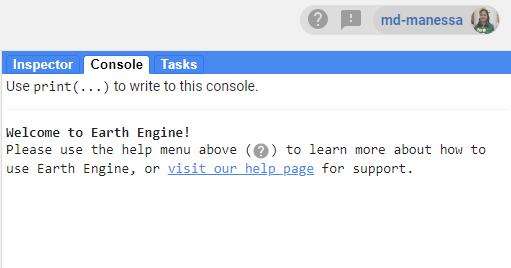 md-manessa
Inspector Console Tasks
Use print(...) to write to this console.
Welcome to Earth Engine!
Please use the help menu above (?) to learn more about how to
use Earth Engine, or visit our help page for support.